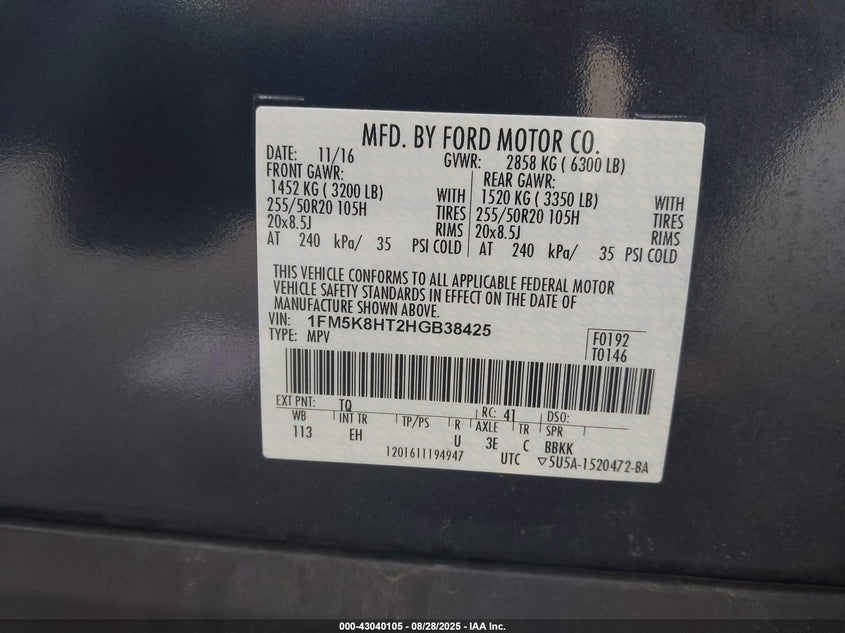 MFD. BY FORD MOTOR CO.
DATE: 11/16 GVWR: 2858 KG ( 6300 LB)
FRONT GAWR: REAR GAWR:
1452 KG ( 3200 LB) WITH 1520 KG ( 3350 LB) WITH
255/50R20 105H TIRES 255/50R20 105H TIRES
20x8.5J RIMS 20x8.5J RIMS
AT 240 kPa/ 35 PSI COLD AT 240 kPa/ 35 PSI COLD
THIS VEHICLE CONFORMS TO ALL APPLICABLE FEDERAL MOTOR
VEHICLE SAFETY STANDARDS IN EFFECT ON THE DATE OF
MANUFACTURE SHOWN ABOVE.
VIN: 1FM5K8HT2HGB38425 F0192
TYPE: MPV T0146
EXT PNT: TQ RC: 41 DSO:
WB INT TR TP/PS R AXLE TR SPR
113 EH U 3E C BBKK
1201611194947 UTC ▽5U5A-1520472-BA
000-43040105 - 08/28/2025 - IAA Inc.